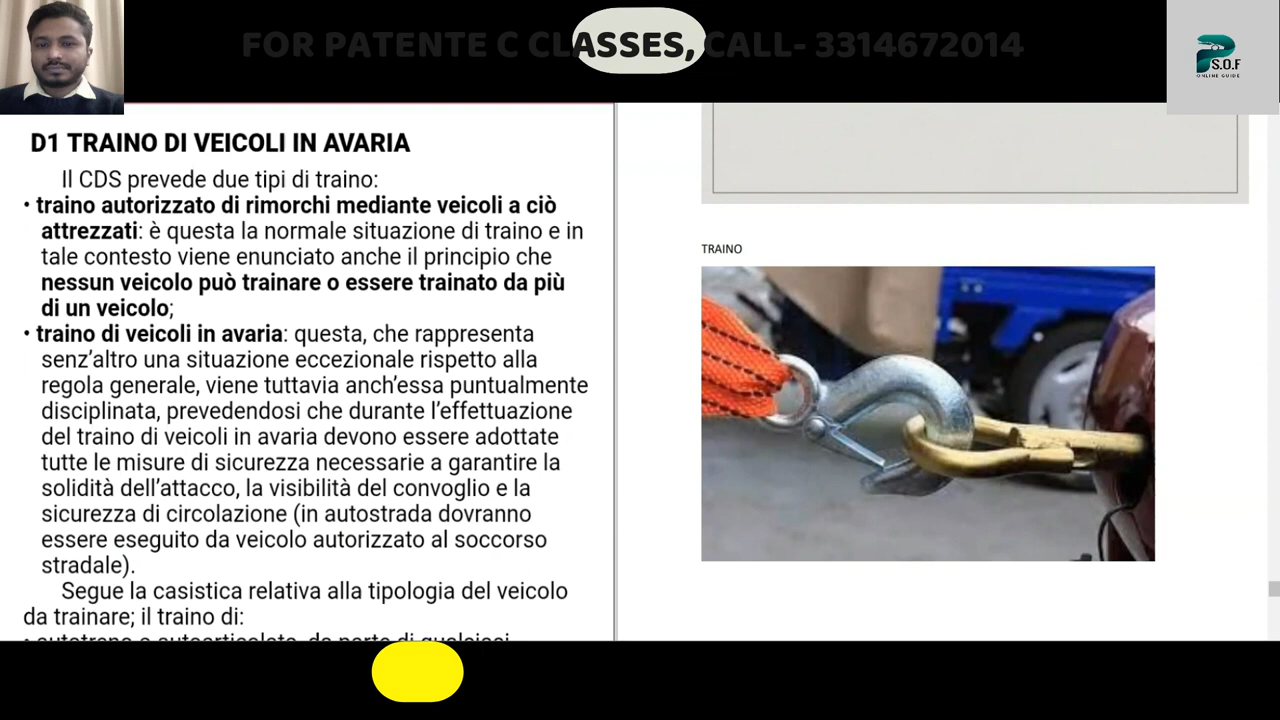 FOR PATENTE C CLASSES, CALL- 3314672014
S.O.F
ONLINE GUIDE
D1 TRAINO DI VEICOLI IN AVARIA
Il CDS prevede due tipi di traino:
• traino autorizzato di rimorchi mediante veicoli a ciò
attrezzati: è questa la normale situazione di traino e in
tale contesto viene enunciato anche il principio che
nessun veicolo può trainare o essere trainato da più
di un veicolo;
• traino di veicoli in avaria: questa, che rappresenta
senz’altro una situazione eccezionale rispetto alla
regola generale, viene tuttavia anch’essa puntualmente
disciplinata, prevedendosi che durante l’effettuazione
del traino di veicoli in avaria devono essere adottate
tutte le misure di sicurezza necessarie a garantire la
solidità dell’attacco, la visibilità del convoglio e la
sicurezza di circolazione (in autostrada dovranno
essere eseguito da veicolo autorizzato al soccorso
stradale).
Segue la casistica relativa alla tipologia del veicolo
da trainare; il traino di:
• autotreno o autoarticolato, da parte di qualsiasi
TRAINO